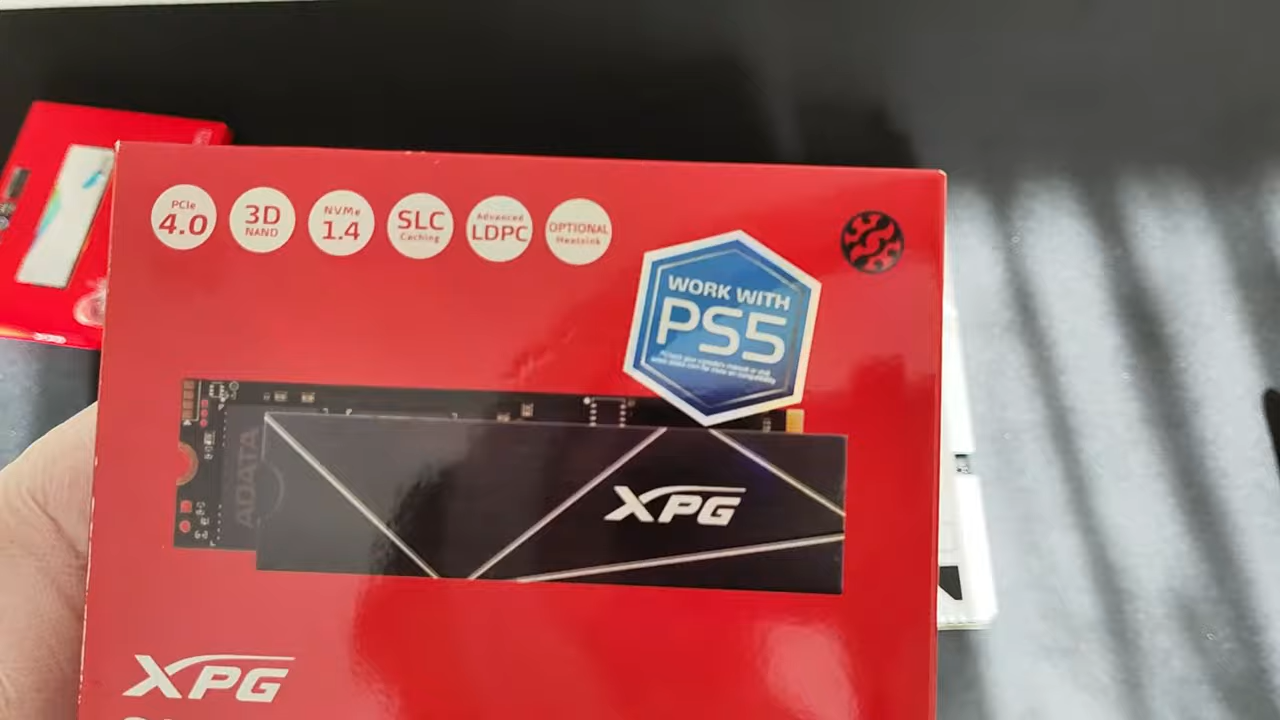 PCIe
4.0
3D
NAND
NVMe
1.4
SLC
Caching
Advanced
LDPC
OPTIONAL
Heatsink
WORK WITH
PS5
ADATA
XPG
XPG